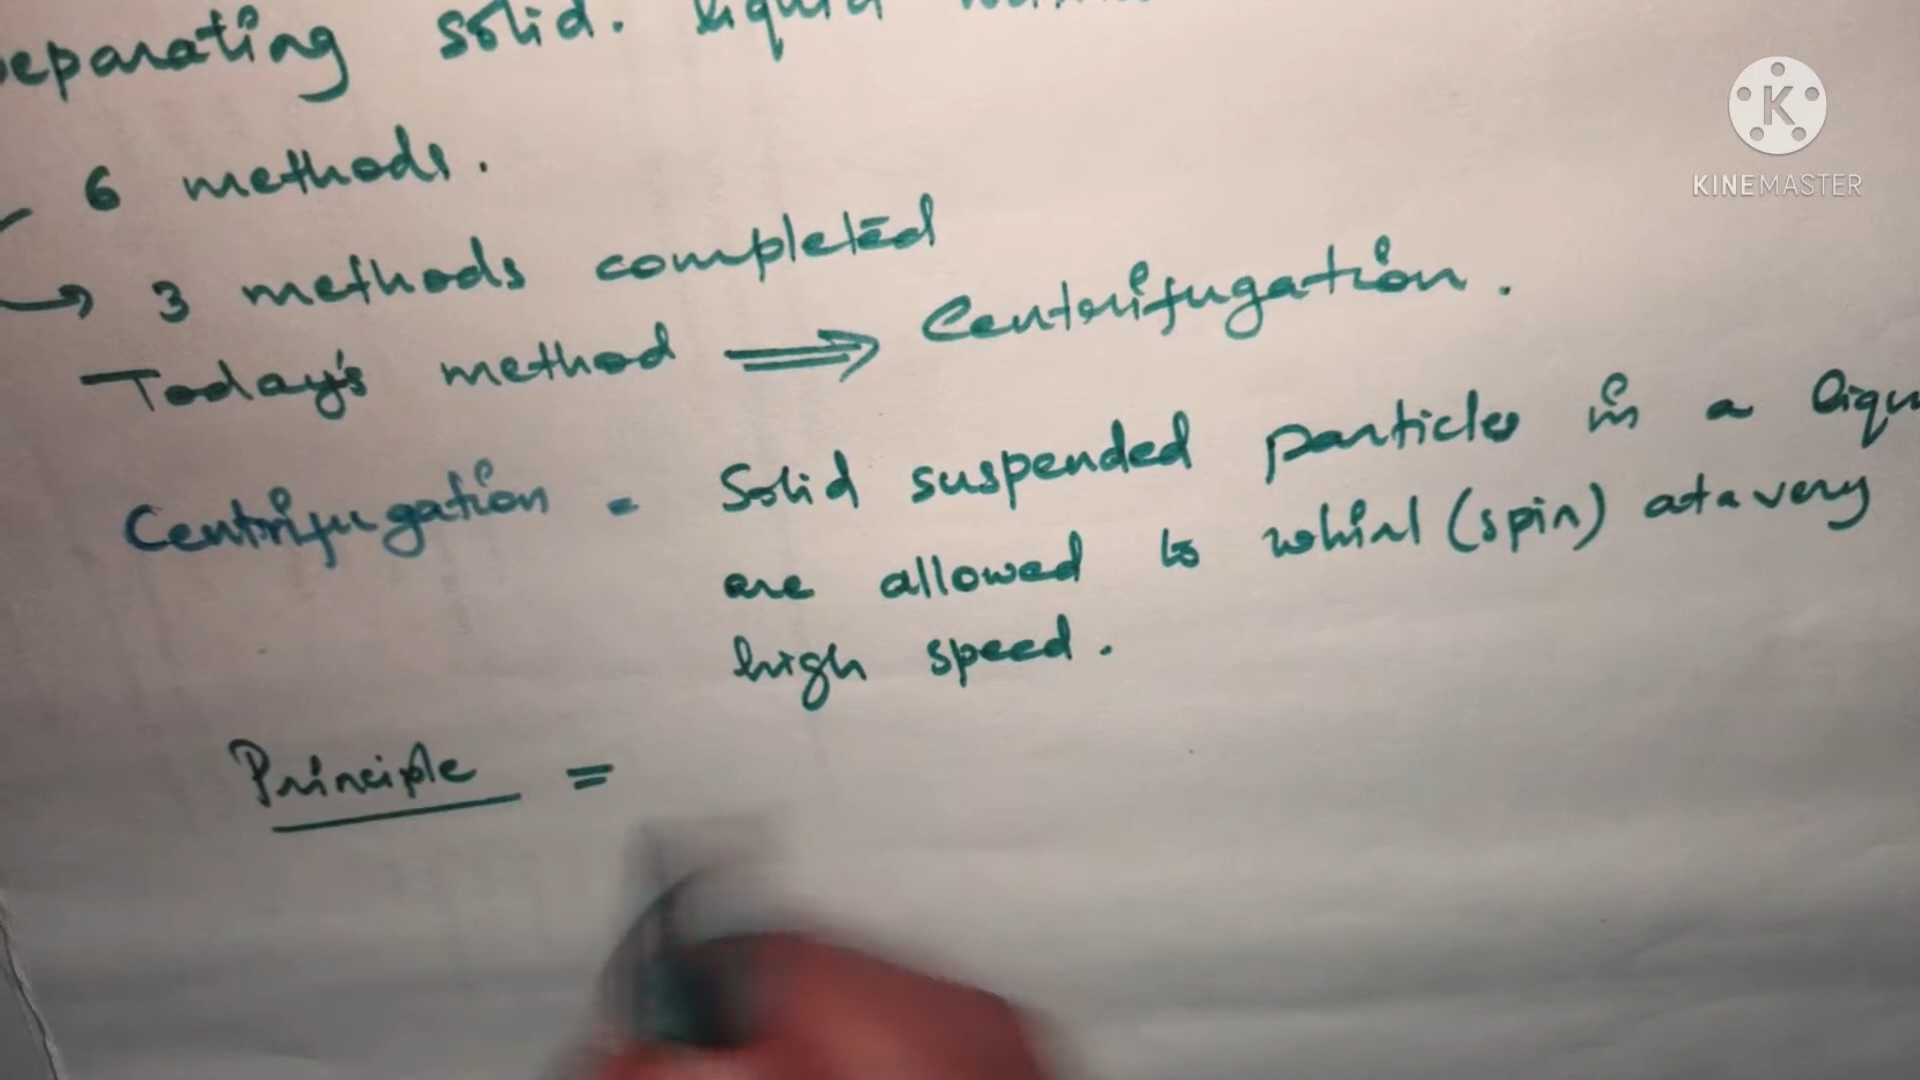 separating solid. liquid
6 methods.
→ 3 methods completed
Today's method ⟹ Centrifugation.
Centrifugation = Solid suspended particles in a
are allowed to whirl (spin) at a very
high speed.
Principle =
K
KINEMASTER